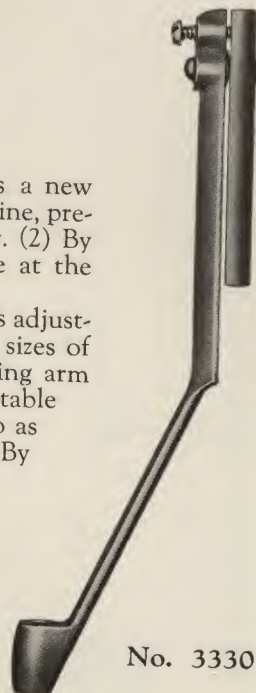 s a new
ine, pre-
. (2) By
e at the
s adjust-
sizes of
ing arm
table
o as
By
No. 3330